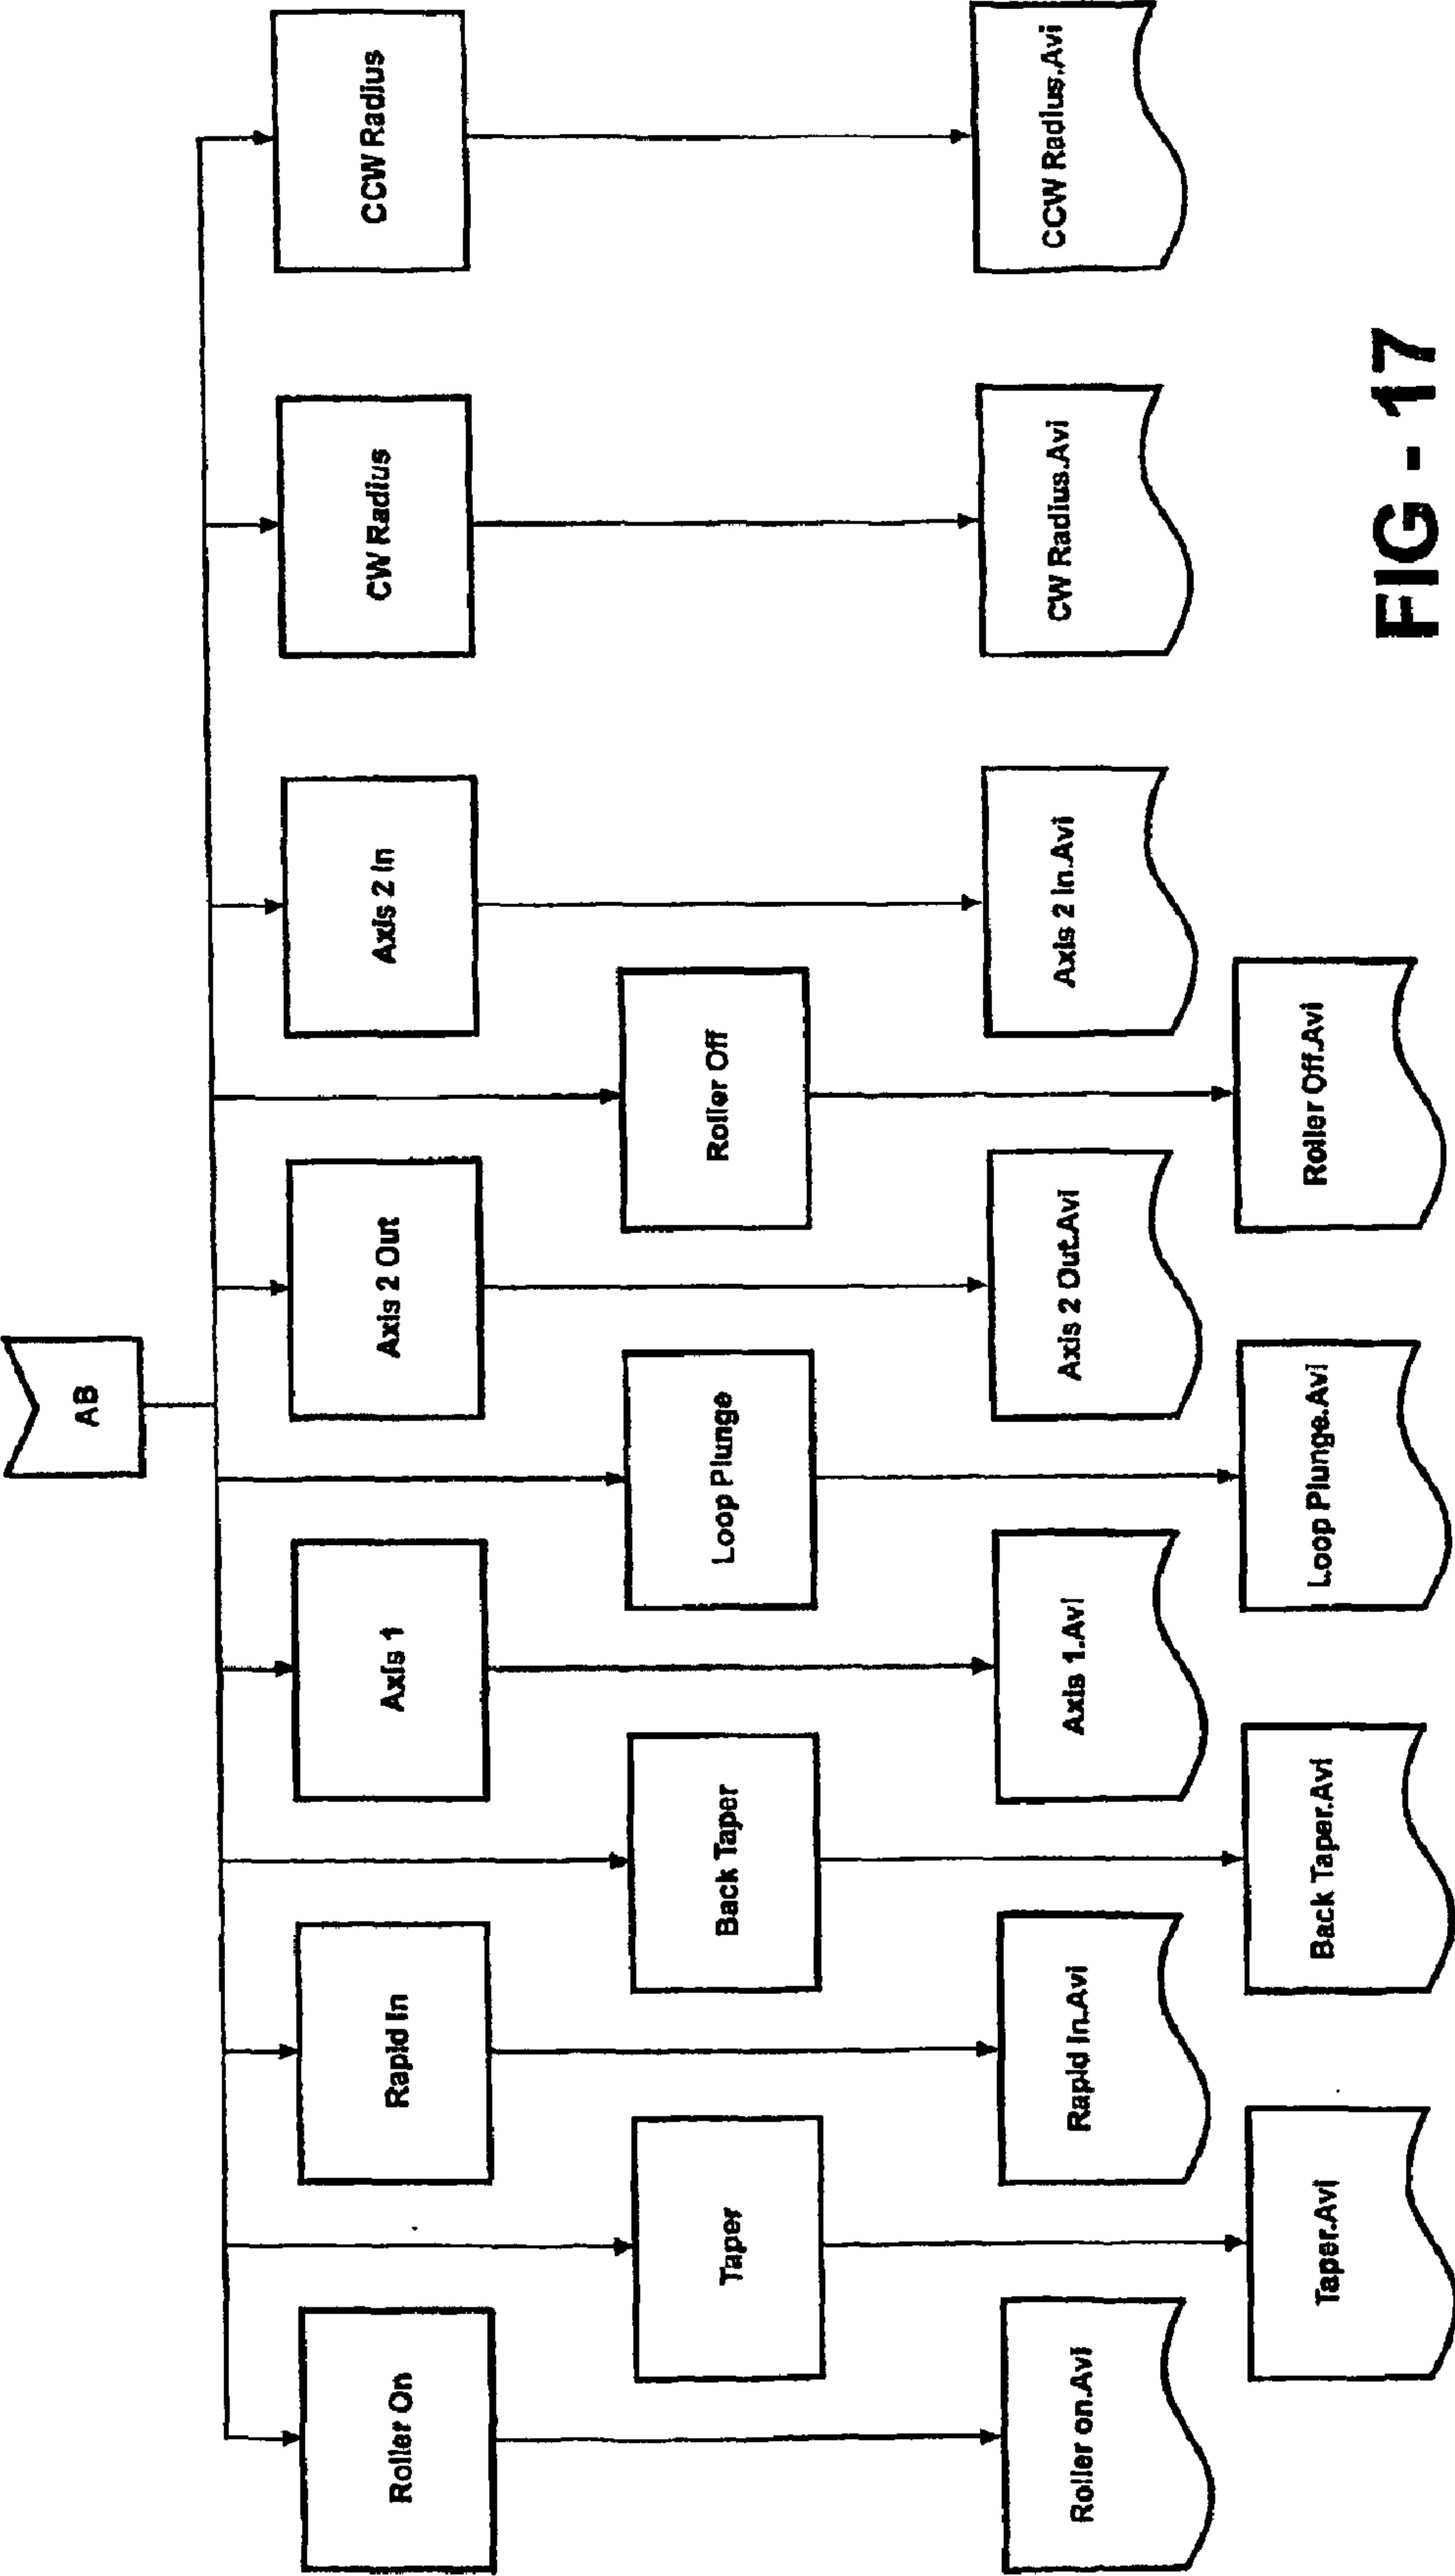 AB
Roller On
Rapid In
Axis 1
Axis 2 Out
Axis 2 In
CW Radius
CCW Radius
Taper
Back Taper
Loop Plunge
Roller Off
Roller on.Avi
Rapid In.Avi
Axis 1.Avi
Axis 2 Out.Avi
Axis 2 In.Avi
CW Radius.Avi
CCW Radius.Avi
Taper.Avi
Back Taper.Avi
Loop Plunge.Avi
Roller Off.Avi
FIG - 17